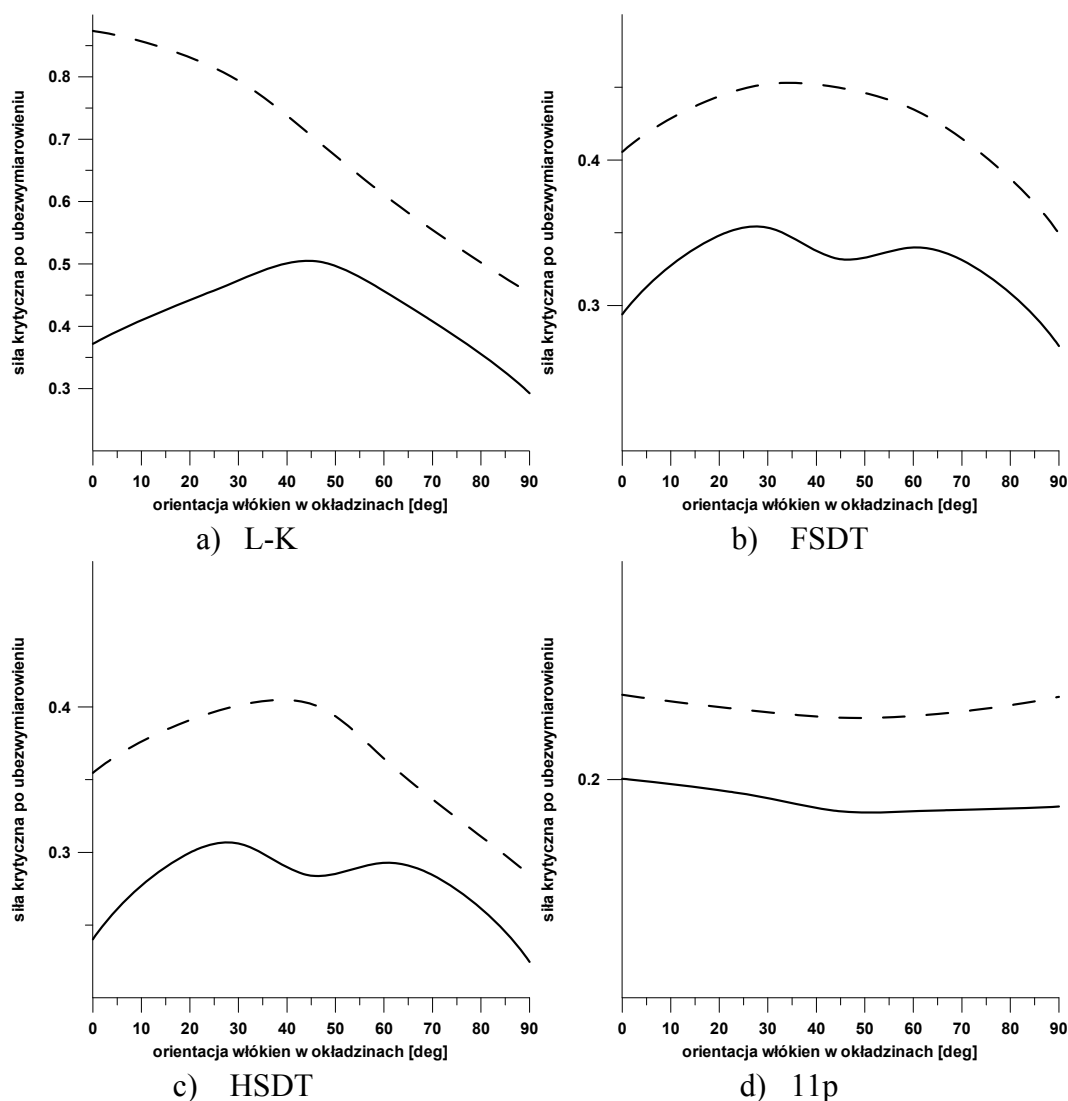 siła krytyczna po ubezwymiarowieniu
0.8
0.7
0.6
0.5
0.4
0.3
0 10 20 30 40 50 60 70 80 90
orientacja włókien w okładzinach [deg]
a) L-K
siła krytyczna po ubezwymiarowieniu
0.4
0.3
0 10 20 30 40 50 60 70 80 90
orientacja włókien w okładzinach [deg]
b) FSDT
siła krytyczna po ubezwymiarowieniu
0.4
0.3
0 10 20 30 40 50 60 70 80 90
orientacja włókien w okładzinach [deg]
c) HSDT
siła krytyczna po ubezwymiarowieniu
0.2
0 10 20 30 40 50 60 70 80 90
orientacja włókien w okładzinach [deg]
d) 11p